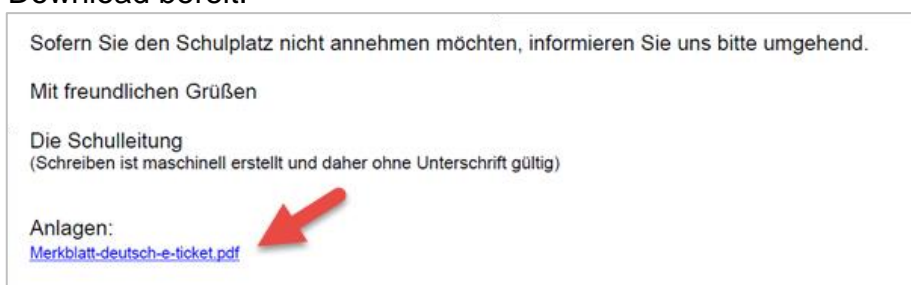 Download bereit.
Sofern Sie den Schulplatz nicht annehmen möchten, informieren Sie uns bitte umgehend.
Mit freundlichen Grüßen
Die Schulleitung
(Schreiben ist maschinell erstellt und daher ohne Unterschrift gültig)
Anlagen:
Merkblatt-deutsch-e-ticket.pdf